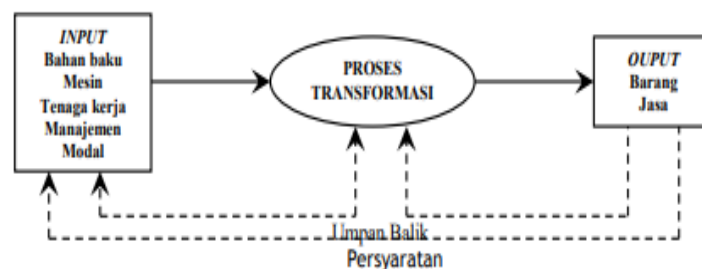 INPUT
Bahan baku
Mesin
Tenaga kerja
Manajemen
Modal
PROSES
TRANSFORMASI
OUPUT
Barang
Jasa
Umpan Balik
Persyaratan